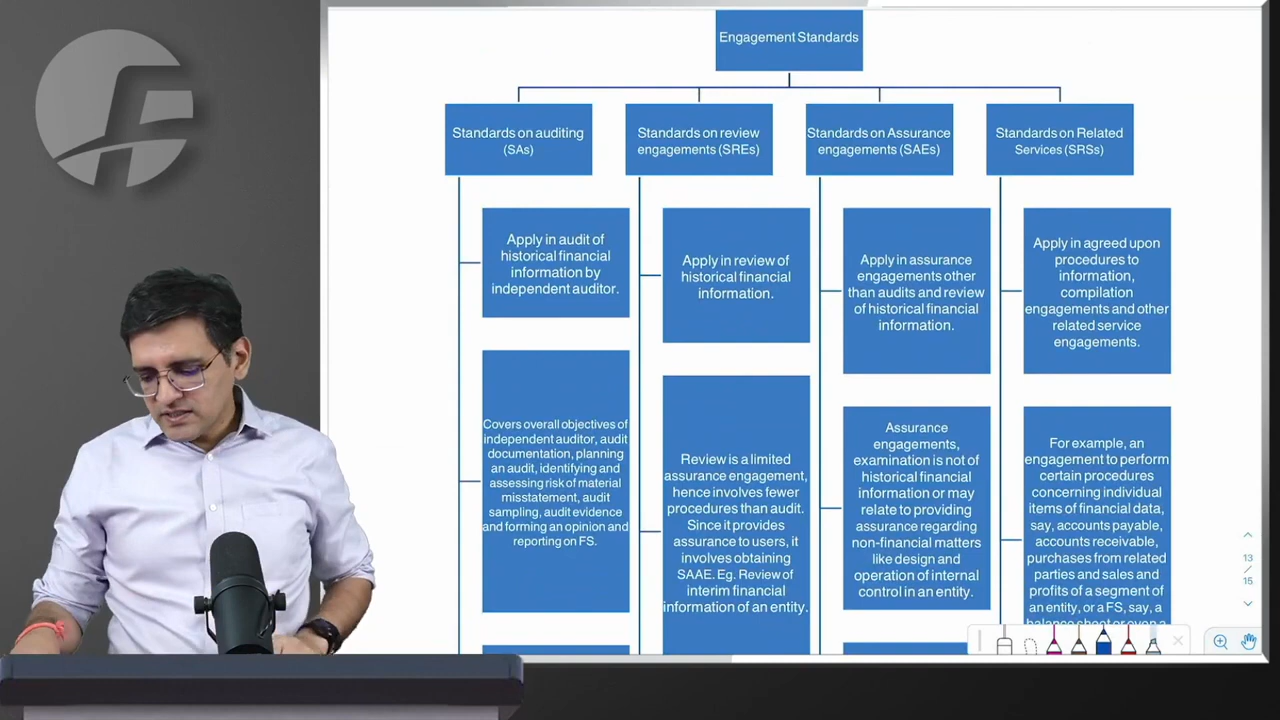 Engagement Standards
Standards on auditing
(SAs)
Standards on review
engagements (SREs)
Standards on Assurance
engagements (SAEs)
Standards on Related
Services (SRSs)
Apply in audit of
historical financial
information by
independent auditor.
Apply in review of
historical financial
information.
Apply in assurance
engagements other
than audits and review
of historical financial
information.
Apply in agreed upon
procedures to
information,
compilation
engagements and other
related service
engagements.
Covers overall objectives of
independent auditor, audit
documentation, planning
an audit, identifying and
assessing risk of material
misstatement, audit
sampling, audit evidence
and forming an opinion and
reporting on FS.
Review is a limited
assurance engagement,
hence involves fewer
procedures than audit.
Since it provides
assurance to users, it
involves obtaining
SAAE. Eg. Review of
interim financial
information of an entity.
Assurance
engagements,
examination is not of
historical financial
information or may
relate to providing
assurance regarding
non-financial matters
like design and
operation of internal
control in an entity.
For example, an
engagement to perform
certain procedures
concerning individual
items of financial data,
say, accounts payable,
accounts receivable,
purchases from related
parties and sales and
profits of a segment of
an entity, or a FS, say, a
balance sheet or even a
13
/
15